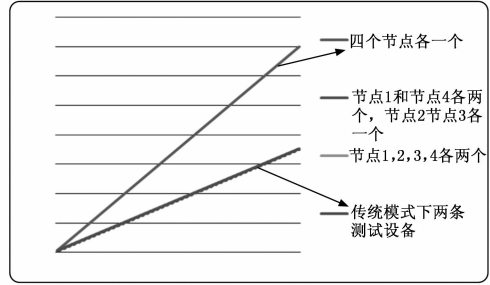 四个节点各一个
节点1和节点4各两
个，节点2节点3各
一个
节点1,2,3,4各两个
传统模式下两条
测试设备